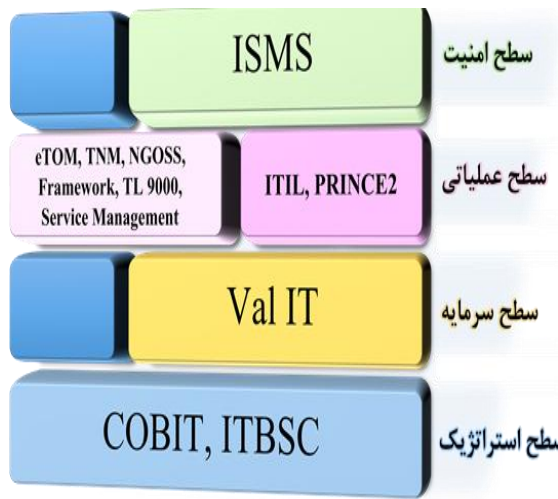 ISMS
سطح امنیت
eTOM, TNM, NGOSS,
Framework, TL 9000,
Service Management
ITIL, PRINCE2
سطح عملیاتی
Val IT
سطح سرمایه
COBIT, ITBSC
سطح استراتژیک